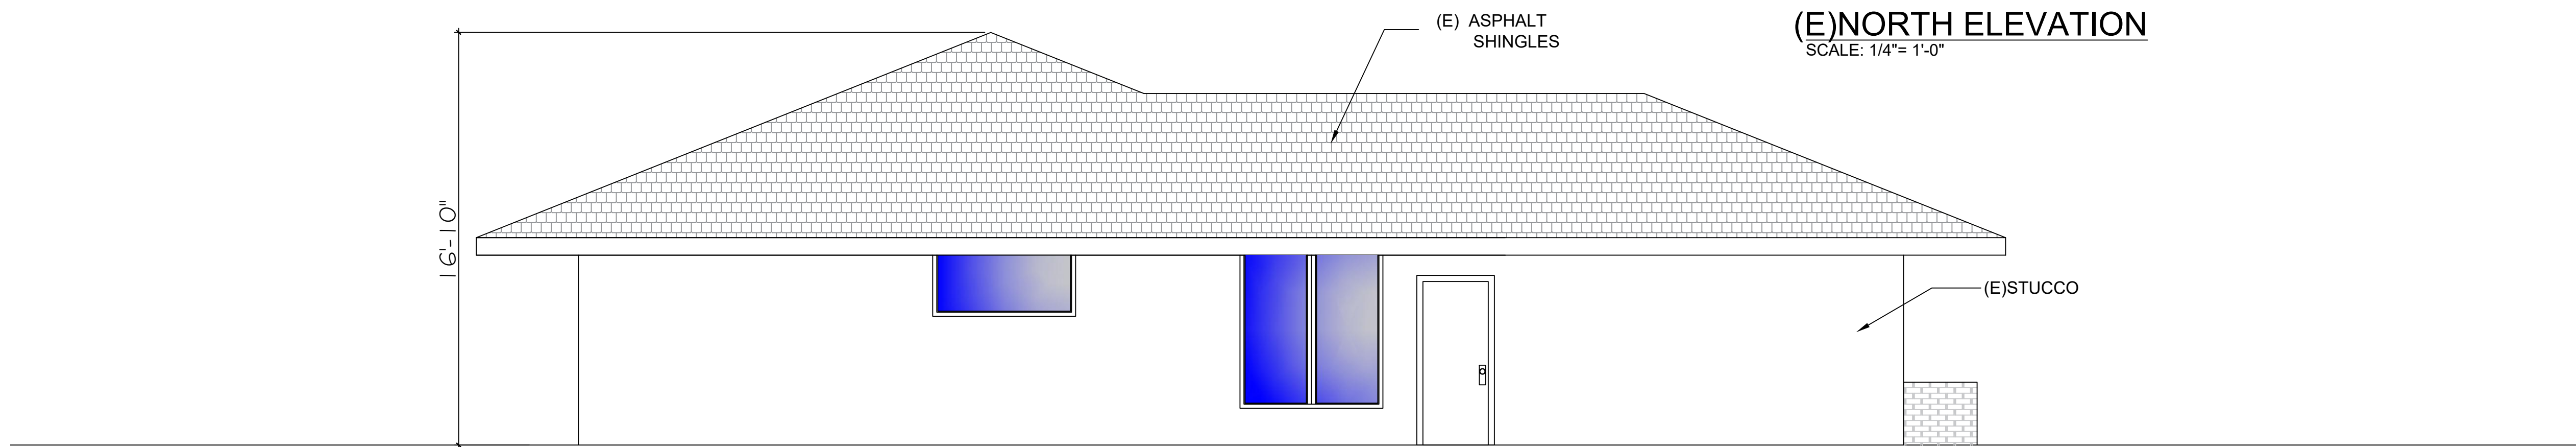 (E) ASPHALT
SHINGLES
(E)NORTH ELEVATION
SCALE: 1/4"= 1'-0"
16'-10"
(E)STUCCO